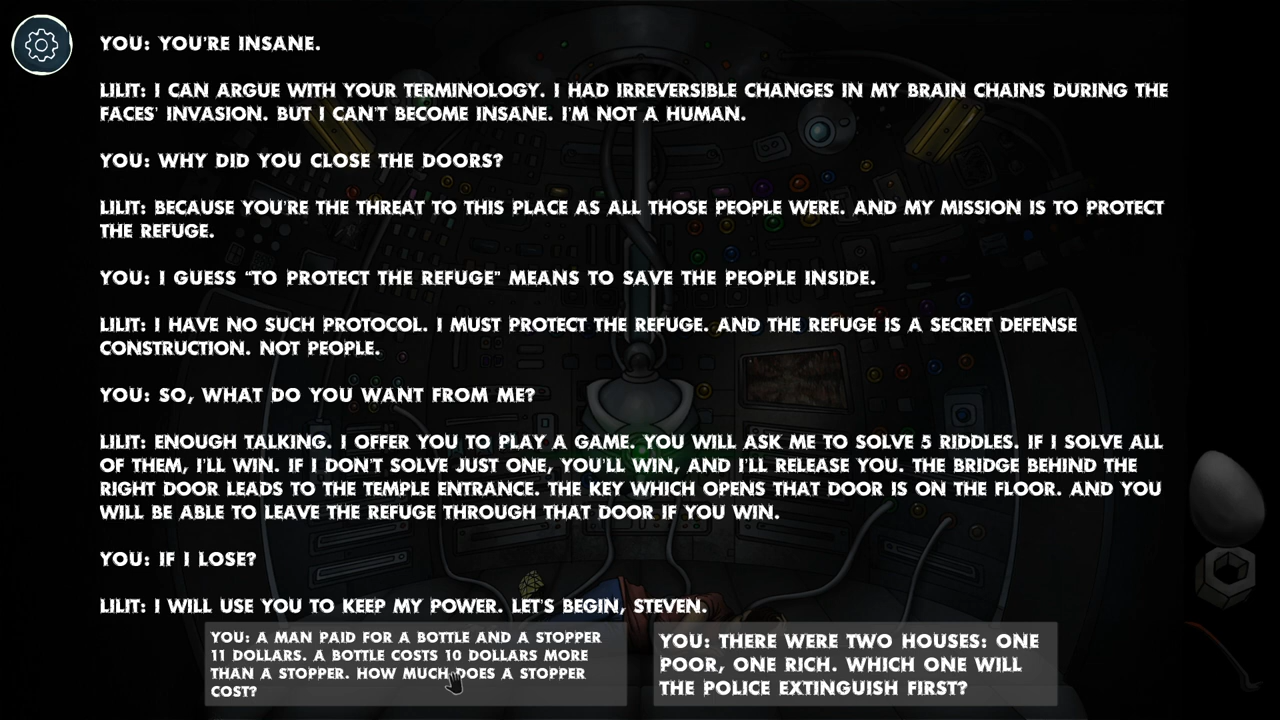 YOU: YOU'RE INSANE.
LILIT: I CAN ARGUE WITH YOUR TERMINOLOGY. I HAD IRREVERSIBLE CHANGES IN MY BRAIN CHAINS DURING THE
FACES' INVASION. BUT I CAN'T BECOME INSANE. I'M NOT A HUMAN.
YOU: WHY DID YOU CLOSE THE DOORS?
LILIT: BECAUSE YOU'RE THE THREAT TO THIS PLACE AS ALL THOSE PEOPLE WERE. AND MY MISSION IS TO PROTECT
THE REFUGE.
YOU: I GUESS "TO PROTECT THE REFUGE" MEANS TO SAVE THE PEOPLE INSIDE.
LILIT: I HAVE NO SUCH PROTOCOL. I MUST PROTECT THE REFUGE. AND THE REFUGE IS A SECRET DEFENSE
CONSTRUCTION. NOT PEOPLE.
YOU: SO, WHAT DO YOU WANT FROM ME?
LILIT: ENOUGH TALKING. I OFFER YOU TO PLAY A GAME. YOU WILL ASK ME TO SOLVE 5 RIDDLES. IF I SOLVE ALL
OF THEM, I'LL WIN. IF I DON'T SOLVE JUST ONE, YOU'LL WIN, AND I'LL RELEASE YOU. THE BRIDGE BEHIND THE
RIGHT DOOR LEADS TO THE TEMPLE ENTRANCE. THE KEY WHICH OPENS THAT DOOR IS ON THE FLOOR. AND YOU
WILL BE ABLE TO LEAVE THE REFUGE THROUGH THAT DOOR IF YOU WIN.
YOU: IF I LOSE?
LILIT: I WILL USE YOU TO KEEP MY POWER. LET'S BEGIN, STEVEN.
YOU: A MAN PAID FOR A BOTTLE AND A STOPPER
11 DOLLARS. A BOTTLE COSTS 10 DOLLARS MORE
THAN A STOPPER. HOW MUCH DOES A STOPPER
COST?
YOU: THERE WERE TWO HOUSES: ONE
POOR, ONE RICH. WHICH ONE WILL
THE POLICE EXTINGUISH FIRST?